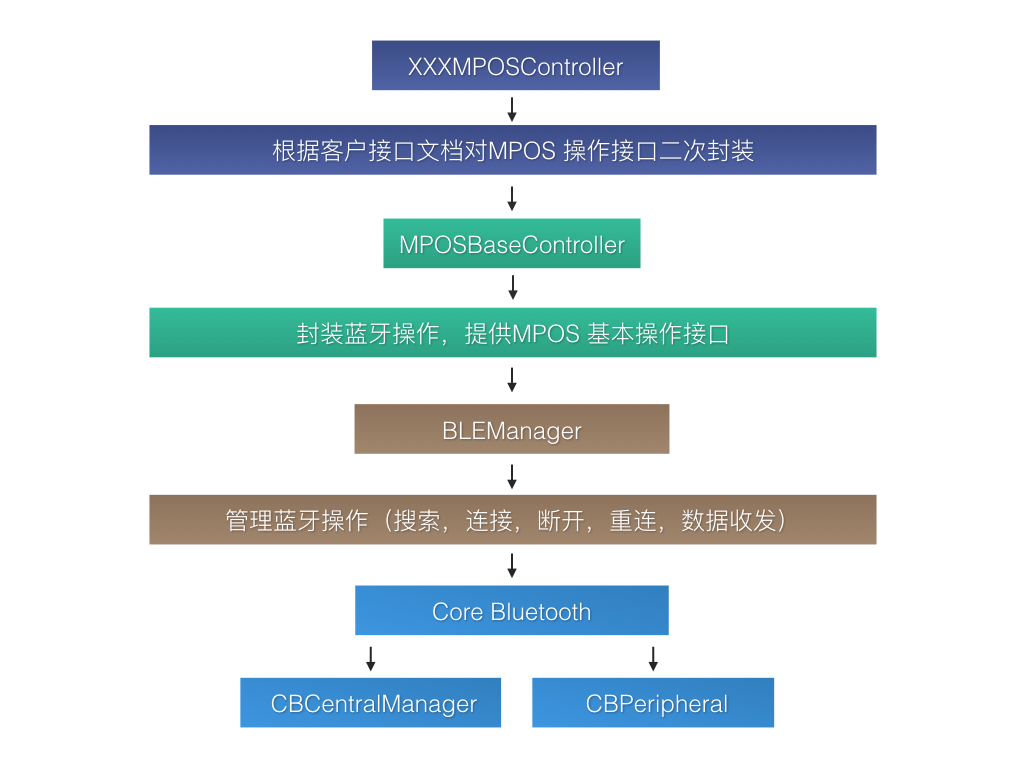 XXXMPOSController
根据客户接口文档对MPOS 操作接口二次封装
MPOSBaseController
封装蓝牙操作，提供MPOS 基本操作接口
BLEManager
管理蓝牙操作（搜索，连接，断开，重连，数据收发）
Core Bluetooth
CBCentralManager
CBPeripheral